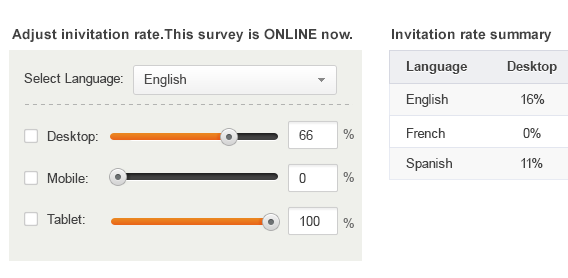 Adjust inivitation rate.This survey is ONLINE now.
Select Language: English
Desktop: 66 %
Mobile: 0 %
Tablet: 100 %
Invitation rate summary
Language Desktop
English 16%
French 0%
Spanish 11%